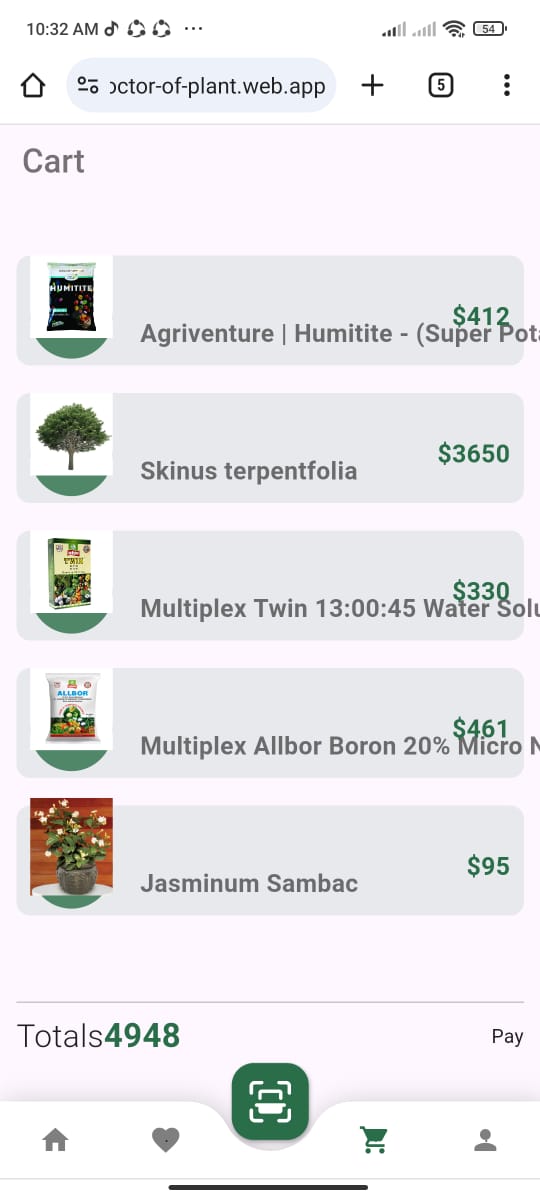 10:32 AM
54
octor-of-plant.web.app
5
Cart
HUMITITE
$412
Agriventure | Humitite - (Super Pot
$3650
Skinus terpentfolia
TWIN
$330
Multiplex Twin 13:00:45 Water Solu
ALLBOR
$461
Multiplex Allbor Boron 20% Micro N
$95
Jasminum Sambac
Totals4948
Pay